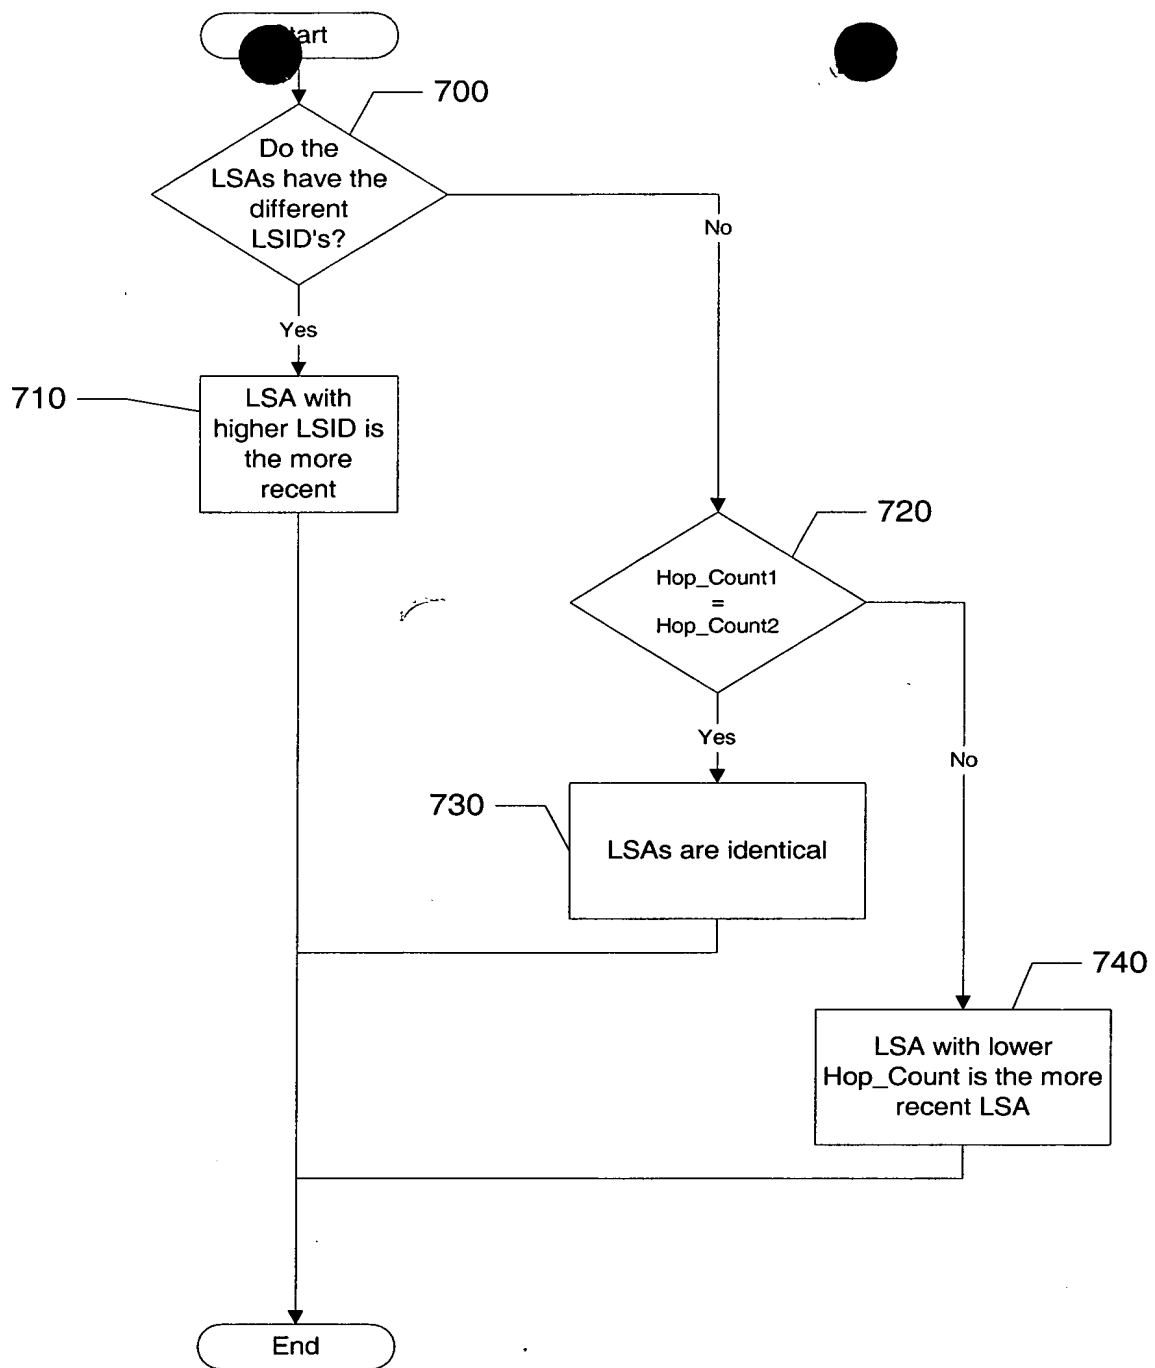 700
Do the
LSAs have the
different
LSID's?
No
Yes
710
LSA with
higher LSID is
the more
recent
720
Hop_Count1
=
Hop_Count2
Yes
No
730
LSAs are identical
740
LSA with lower
Hop_Count is the more
recent LSA
End